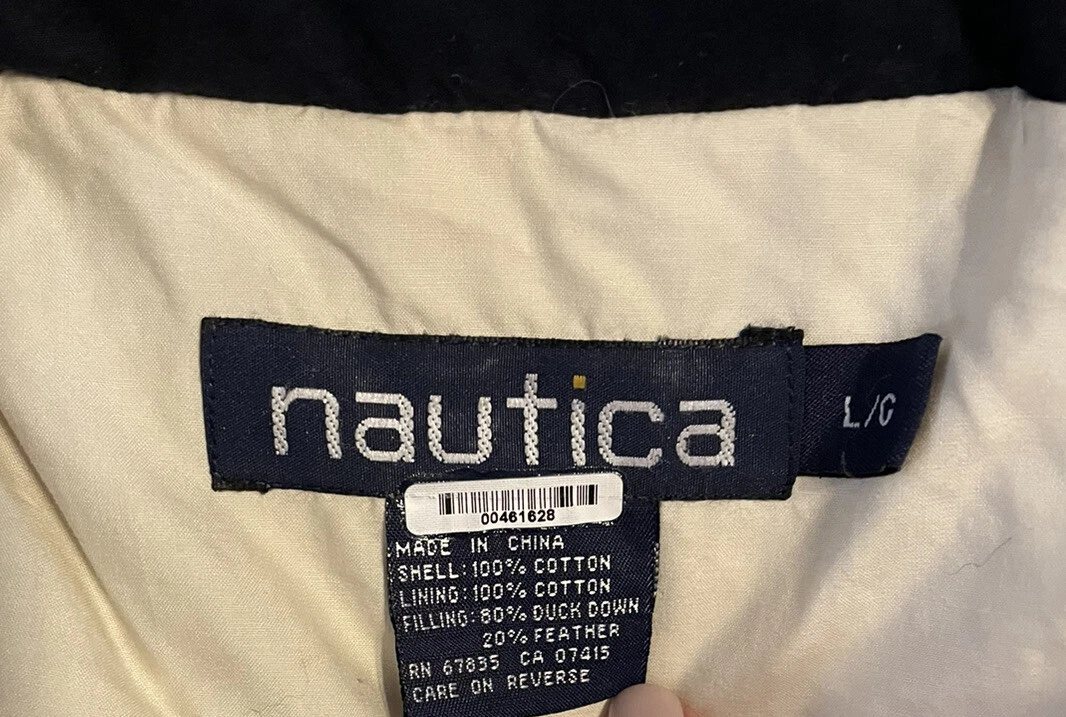 nautica
L/G
00461628
MADE IN CHINA
SHELL: 100% COTTON
LINING: 100% COTTON
FILLING: 80% DUCK DOWN
20% FEATHER
RN 67835 CA 07415
CARE ON REVERSE